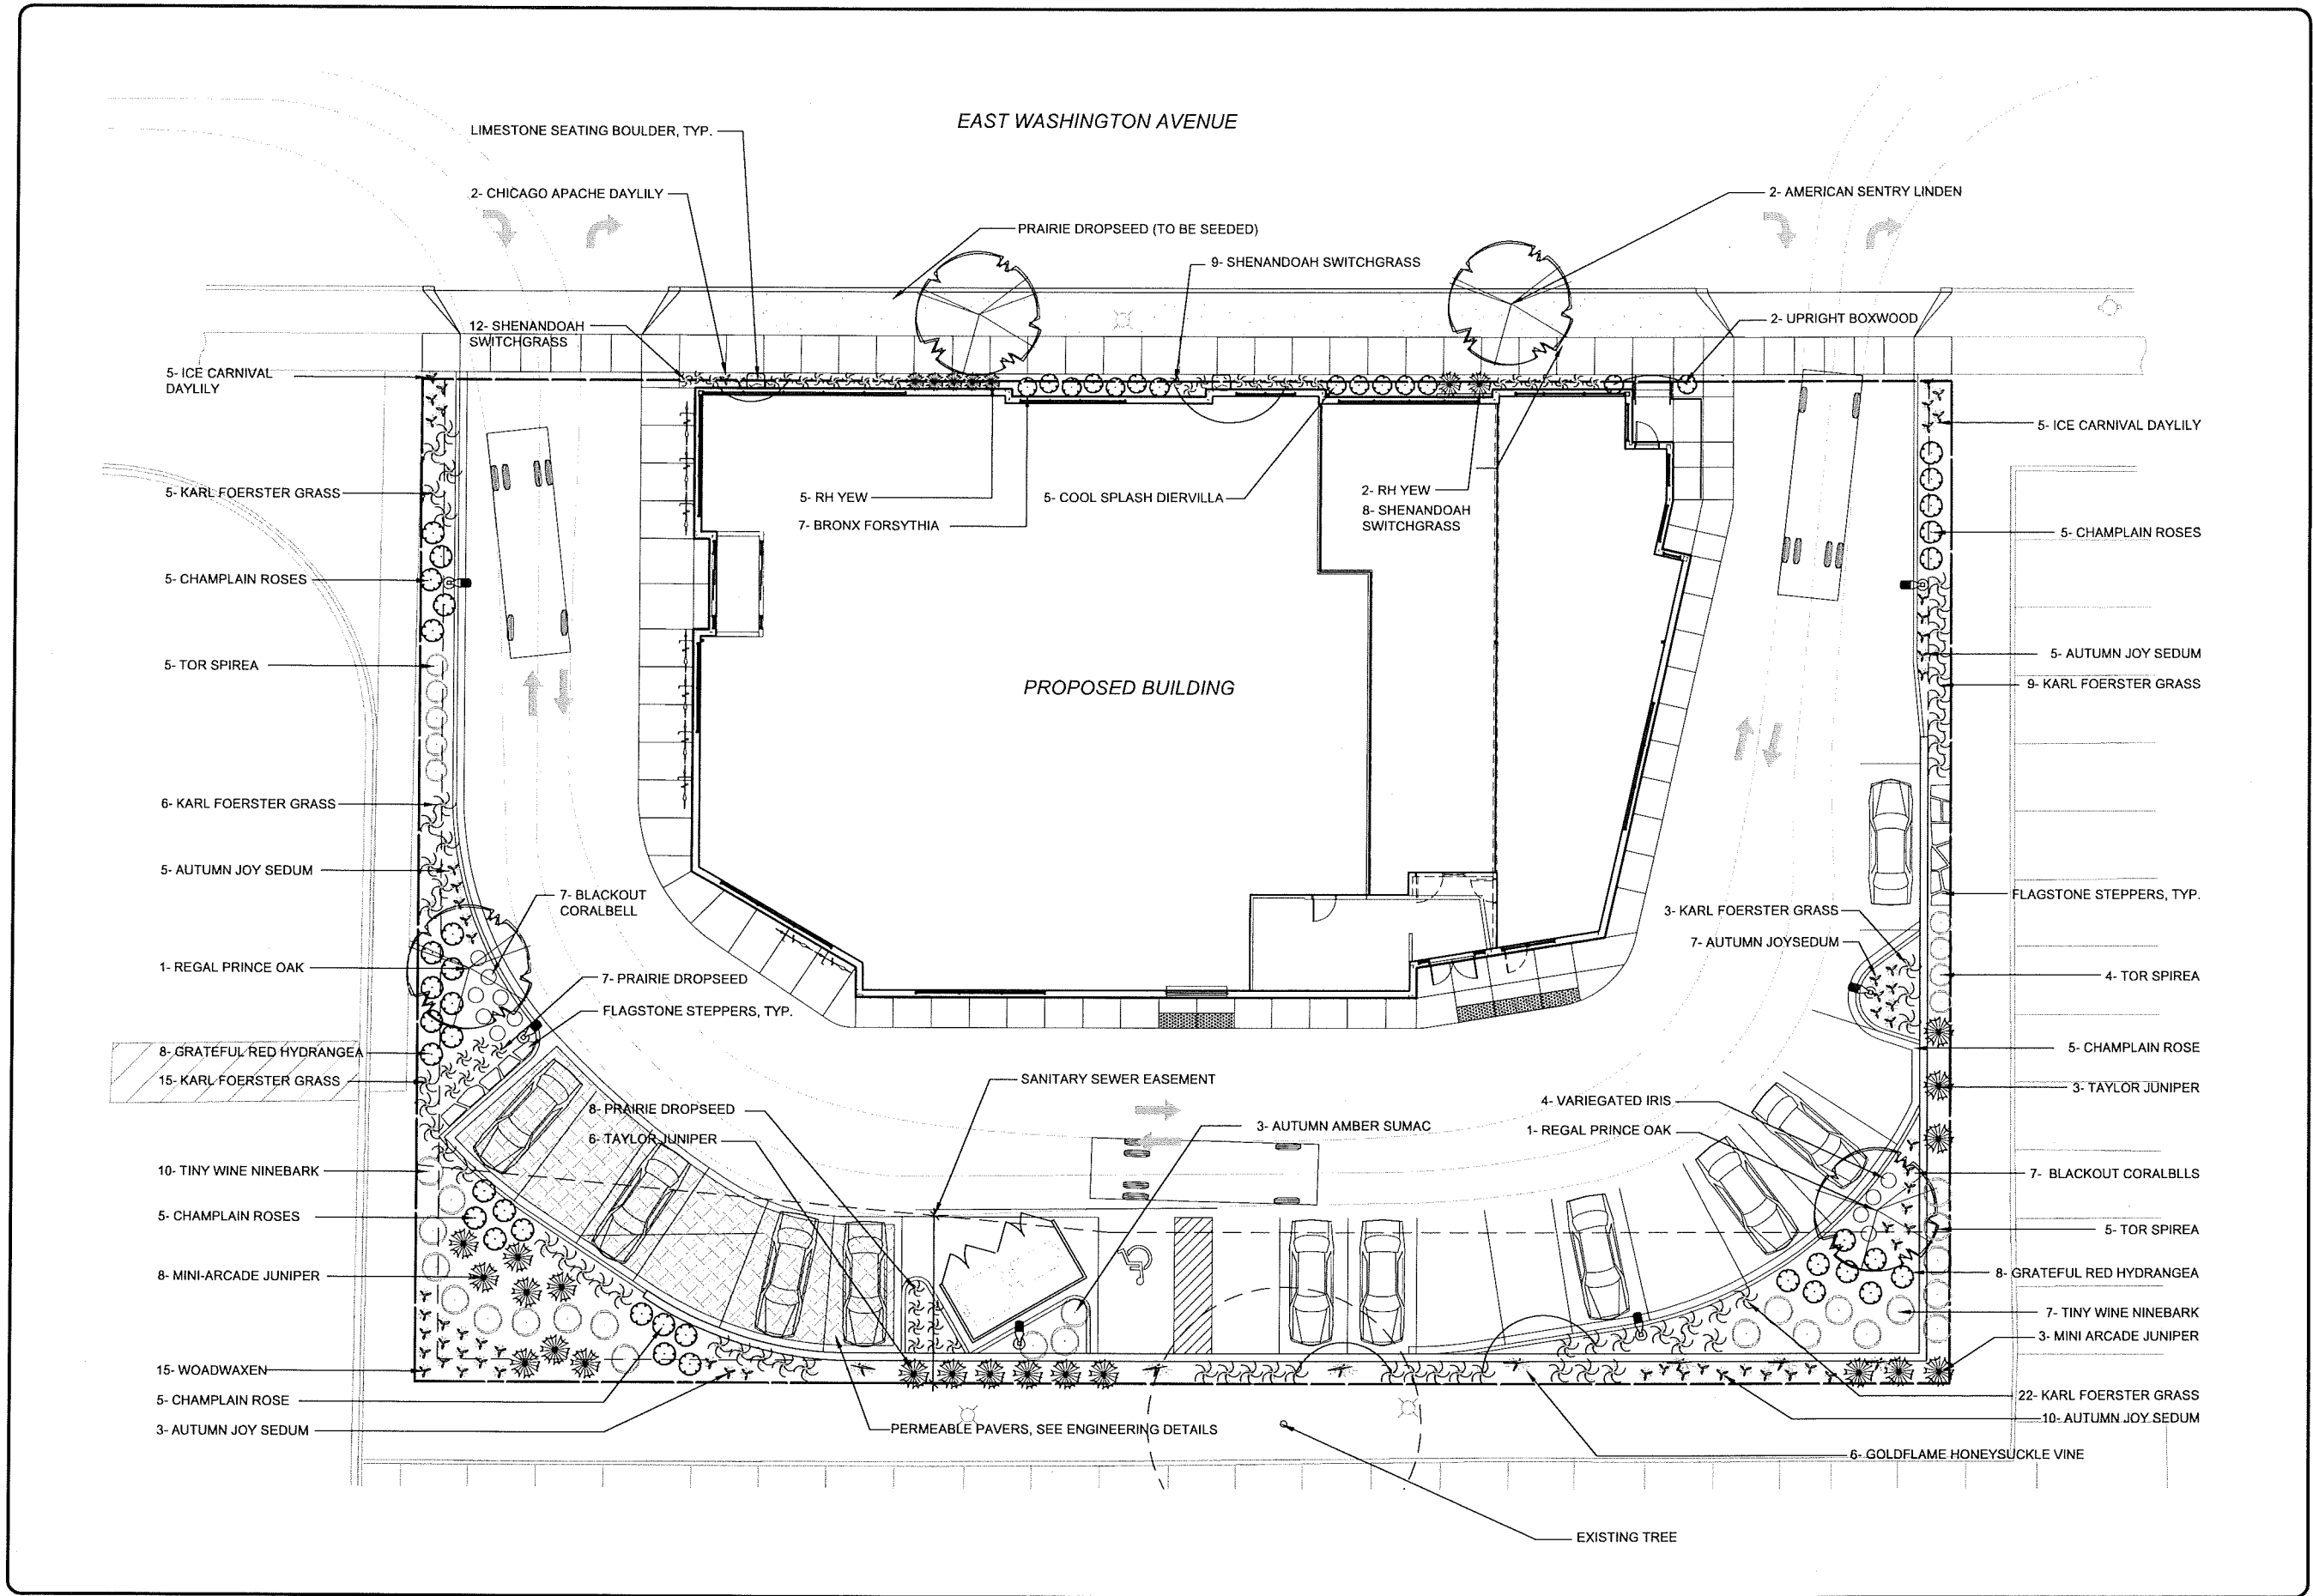 EAST WASHINGTON AVENUE
LIMESTONE SEATING BOULDER, TYP.
2- CHICAGO APACHE DAYLILY
2- AMERICAN SENTRY LINDEN
PRAIRIE DROPSEED (TO BE SEEDED)
9- SHENANDOAH SWITCHGRASS
12- SHENANDOAH
SWITCHGRASS
2- UPRIGHT BOXWOOD
5- ICE CARNIVAL
DAYLILY
5- ICE CARNIVAL DAYLILY
5- KARL FOERSTER GRASS
5- RH YEW
5- COOL SPLASH DIERVILLA
2- RH YEW
8- SHENANDOAH
SWITCHGRASS
7- BRONX FORSYTHIA
5- CHAMPLAIN ROSES
5- CHAMPLAIN ROSES
5- TOR SPIREA
5- AUTUMN JOY SEDUM
PROPOSED BUILDING
9- KARL FOERSTER GRASS
6- KARL FOERSTER GRASS
5- AUTUMN JOY SEDUM
7- BLACKOUT
CORALBELL
FLAGSTONE STEPPERS, TYP.
3- KARL FOERSTER GRASS
7- AUTUMN JOYSEDUM
1- REGAL PRINCE OAK
7- PRAIRIE DROPSEED
4- TOR SPIREA
FLAGSTONE STEPPERS, TYP.
8- GRATEFUL RED HYDRANGEA
5- CHAMPLAIN ROSE
15- KARL FOERSTER GRASS
SANITARY SEWER EASEMENT
3- TAYLOR JUNIPER
8- PRAIRIE DROPSEED
4- VARIEGATED IRIS
6- TAYLOR JUNIPER
3- AUTUMN AMBER SUMAC
1- REGAL PRINCE OAK
10- TINY WINE NINEBARK
7- BLACKOUT CORALBLLS
5- CHAMPLAIN ROSES
5- TOR SPIREA
8- MINI-ARCADE JUNIPER
8- GRATEFUL RED HYDRANGEA
7- TINY WINE NINEBARK
3- MINI ARCADE JUNIPER
15- WOADWAXEN
5- CHAMPLAIN ROSE
22- KARL FOERSTER GRASS
3- AUTUMN JOY SEDUM
PERMEABLE PAVERS, SEE ENGINEERING DETAILS
10- AUTUMN JOY SEDUM
6- GOLDFLAME HONEYSUCKLE VINE
EXISTING TREE